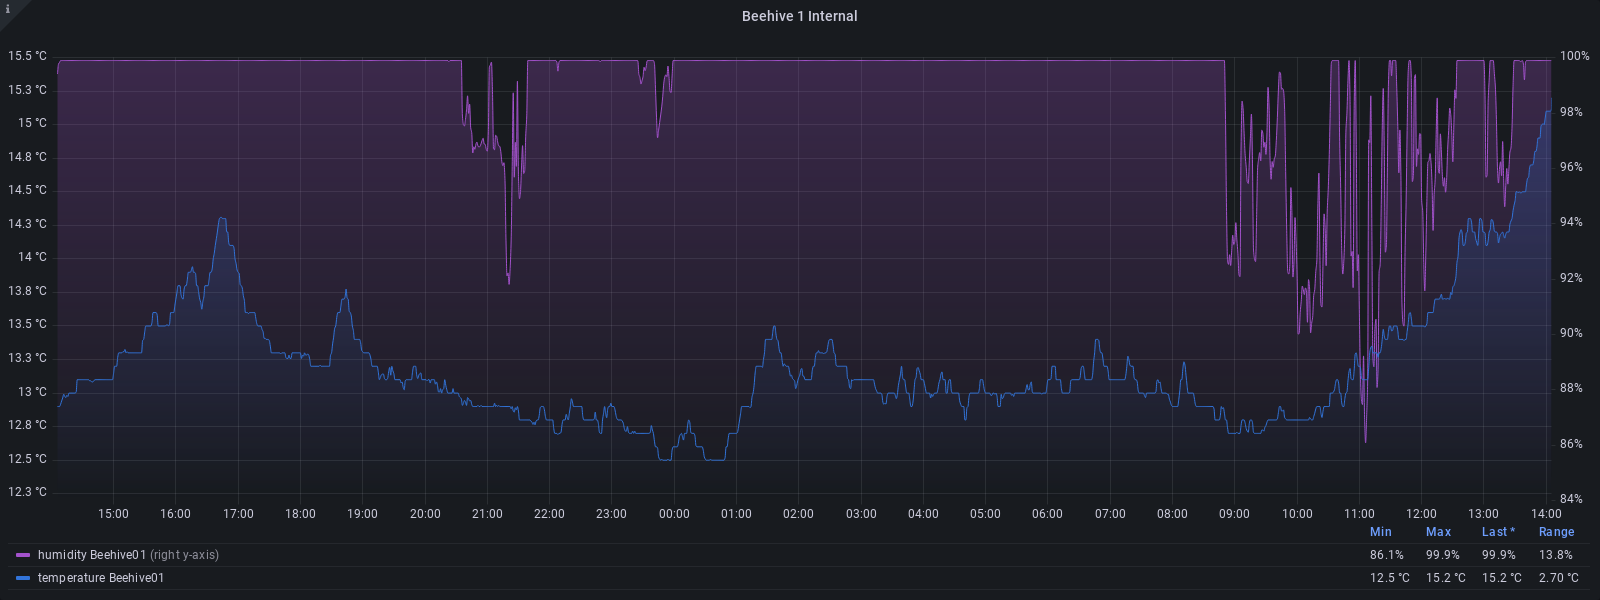 i
Beehive 1 Internal
15.5 °C 100%
15.3 °C
15 °C 98%
14.8 °C 96%
14.5 °C
14.3 °C 94%
14 °C
13.8 °C 92%
13.5 °C 90%
13.3 °C
13 °C 88%
12.8 °C 86%
12.5 °C
12.3 °C 84%
15:00 16:00 17:00 18:00 19:00 20:00 21:00 22:00 23:00 00:00 01:00 02:00 03:00 04:00 05:00 06:00 07:00 08:00 09:00 10:00 11:00 12:00 13:00 14:00
Min Max Last * Range
humidity Beehive01 (right y-axis) 86.1% 99.9% 99.9% 13.8%
temperature Beehive01 12.5 °C 15.2 °C 15.2 °C 2.70 °C